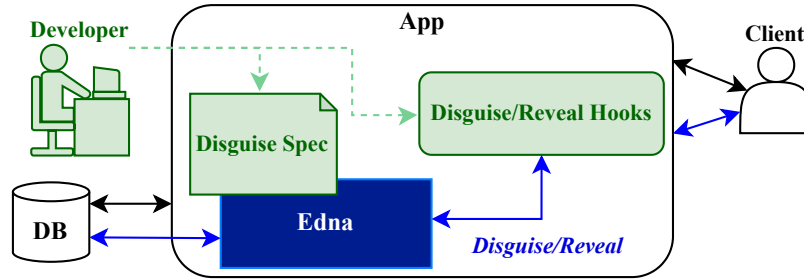 Developer
App
Client
Disguise Spec
Disguise/Reveal Hooks
DB
Edna
Disguise/Reveal